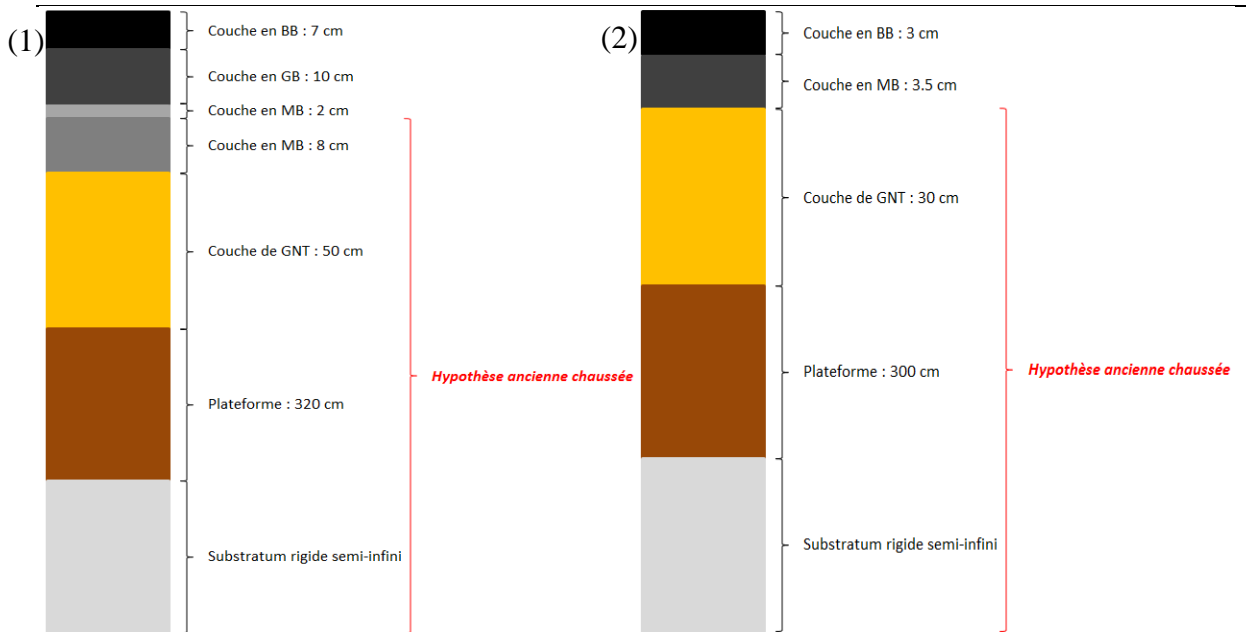 (1)
Couche en BB : 7 cm
Couche en GB : 10 cm
Couche en MB : 2 cm
Couche en MB : 8 cm
Couche de GNT : 50 cm
Hypothèse ancienne chaussée
Plateforme : 320 cm
Substratum rigide semi-infini
(2)
Couche en BB : 3 cm
Couche en MB : 3.5 cm
Couche de GNT : 30 cm
Plateforme : 300 cm
Hypothèse ancienne chaussée
Substratum rigide semi-infini